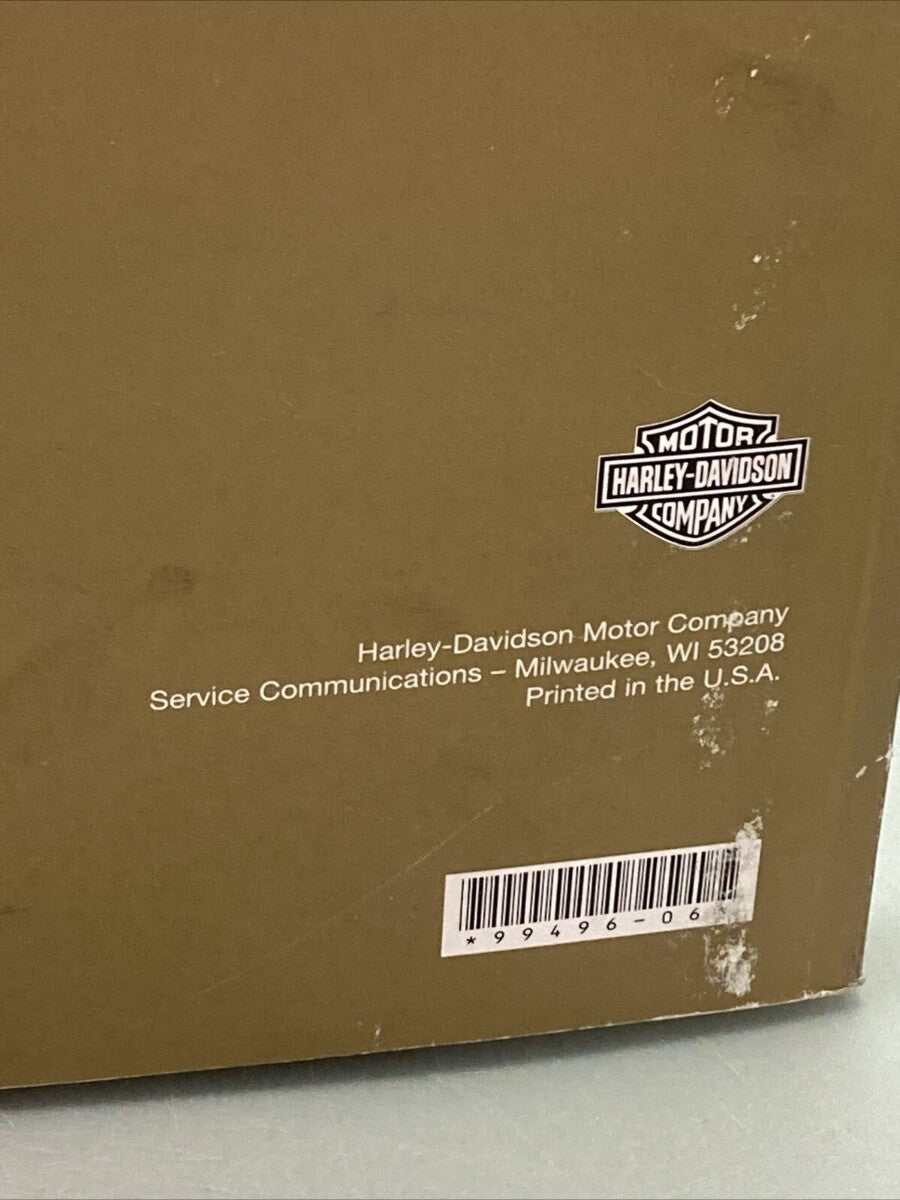 MOTOR
HARLEY-DAVIDSON
COMPANY
Harley-Davidson Motor Company
Service Communications – Milwaukee, WI 53208
Printed in the U.S.A.
*99496-06